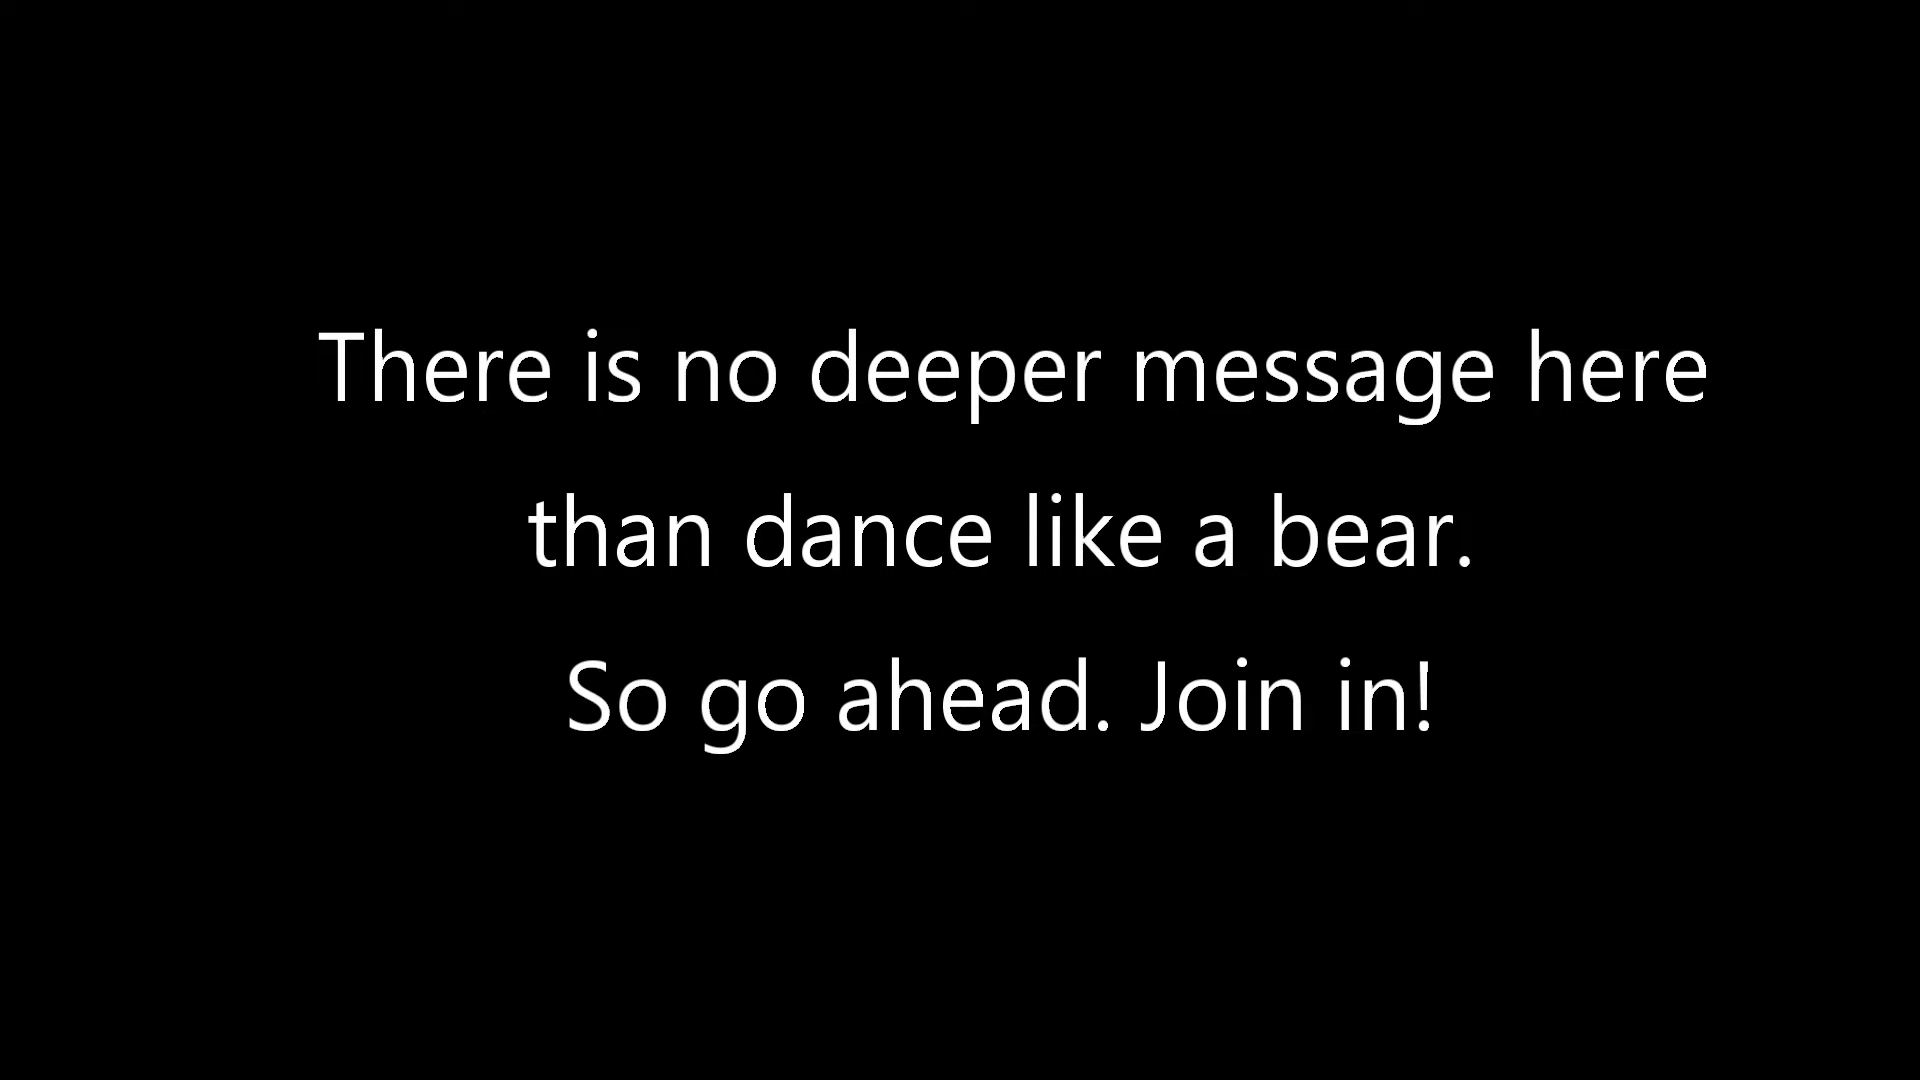 There is no deeper message here
than dance like a bear.
So go ahead. Join in!